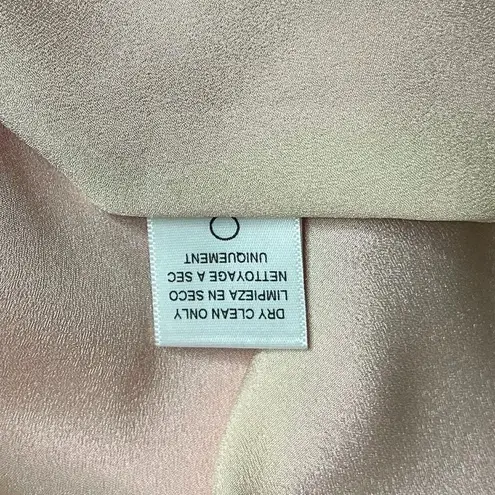 DRY CLEAN ONLY
LIMPIEZA EN SECO
NETTOYAGE A SEC
UNIQUEMENT